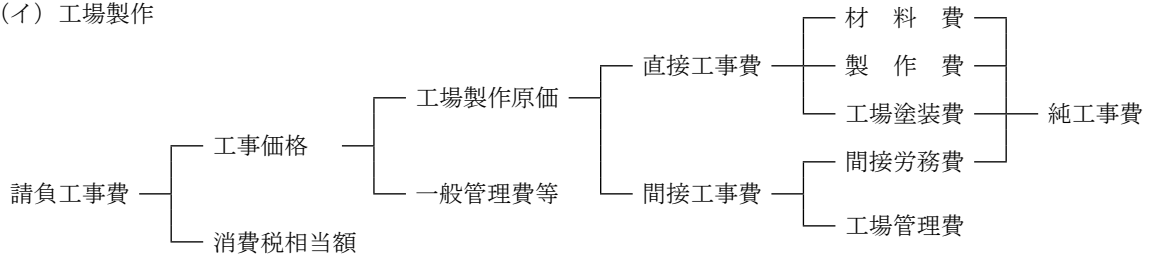 (イ) 工場製作
材料費
直接工事費
製作費
工場製作原価
工場塗装費
純工事費
工事価格
間接労務費
請負工事費
一般管理費等
間接工事費
工場管理費
消費税相当額